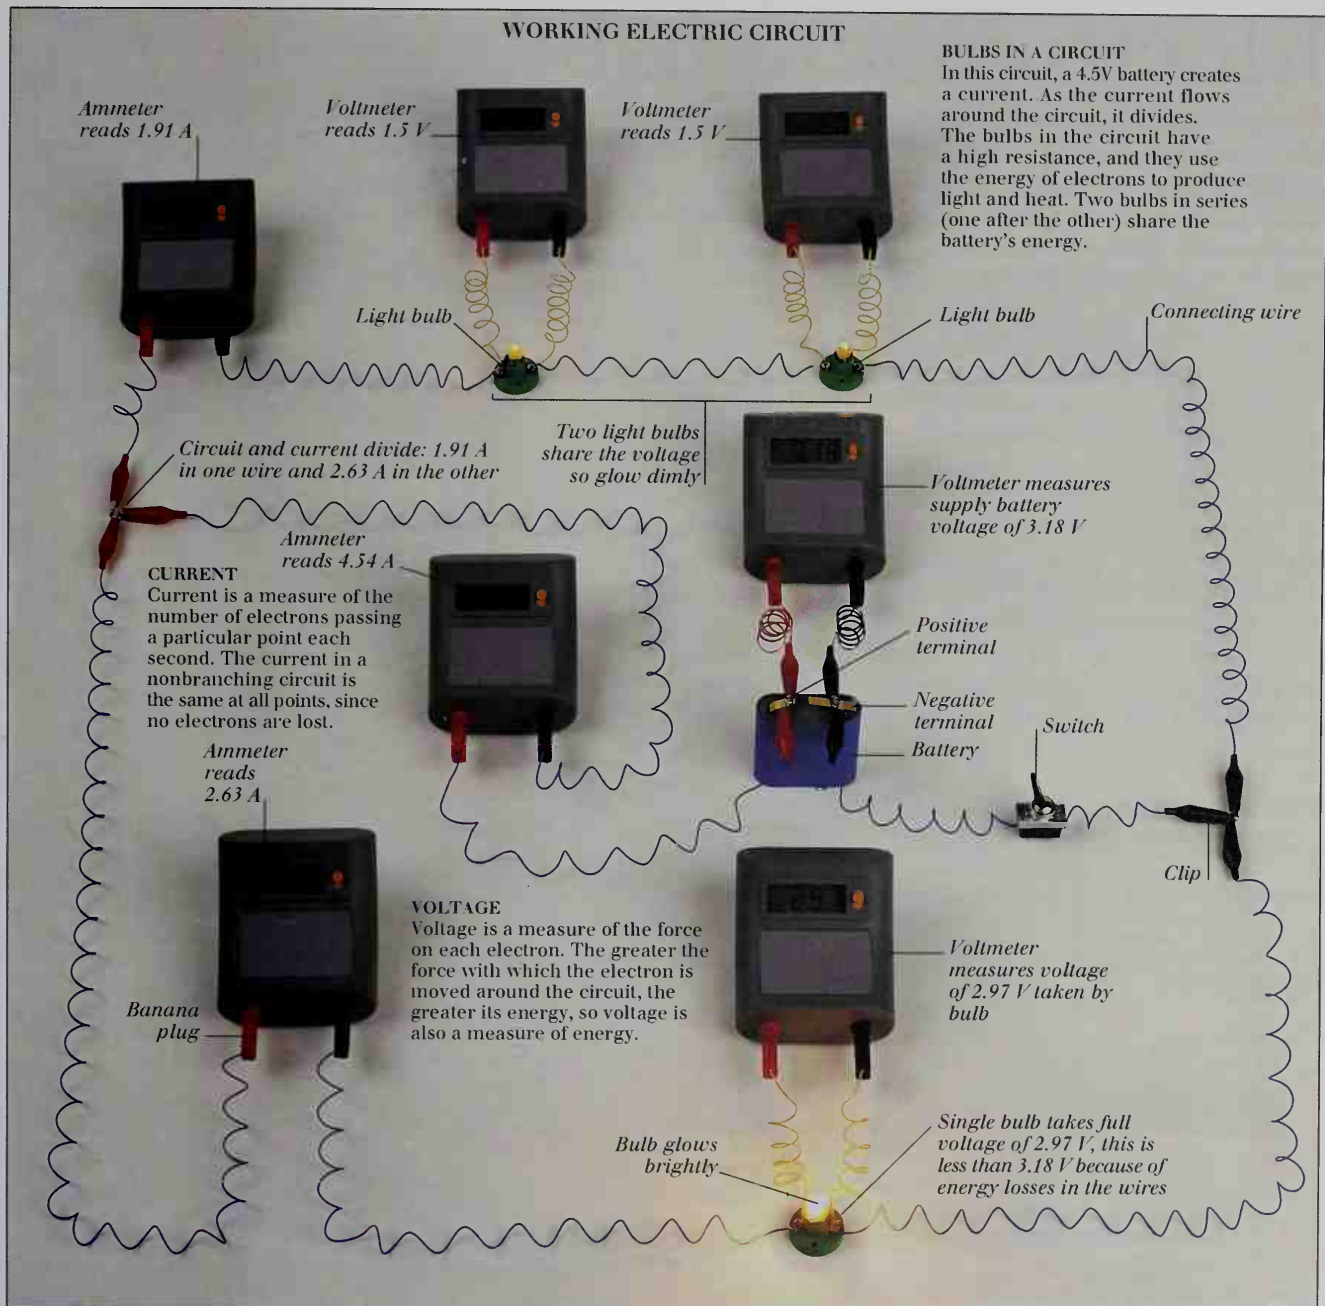 WORKING ELECTRIC CIRCUIT
BULBS IN A CIRCUIT
In this circuit, a 4.5V battery creates
a current. As the current flows
around the circuit, it divides.
The bulbs in the circuit have
a high resistance, and they use
the energy of electrons to produce
light and heat. Two bulbs in series
(one after the other) share the
battery's energy.
Ammeter
reads 1.91 A
Voltmeter
reads 1.5 V
Voltmeter
reads 1.5 V
Light bulb
Light bulb
Connecting wire
Two light bulbs
share the voltage
so glow dimly
Circuit and current divide: 1.91 A
in one wire and 2.63 A in the other
Voltmeter measures
supply battery
voltage of 3.18 V
Ammeter
reads 4.54 A
CURRENT
Current is a measure of the
number of electrons passing
a particular point each
second. The current in a
nonbranching circuit is
the same at all points, since
no electrons are lost.
Positive
terminal
Negative
terminal
Battery
Switch
Ammeter
reads
2.63 A
Clip
VOLTAGE
Voltage is a measure of the force
on each electron. The greater the
force with which the electron is
moved around the circuit, the
greater its energy, so voltage is
also a measure of energy.
Voltmeter
measures voltage
of 2.97 V taken by
bulb
Banana
plug
Bulb glows
brightly
Single bulb takes full
voltage of 2.97 V, this is
less than 3.18 V because of
energy losses in the wires